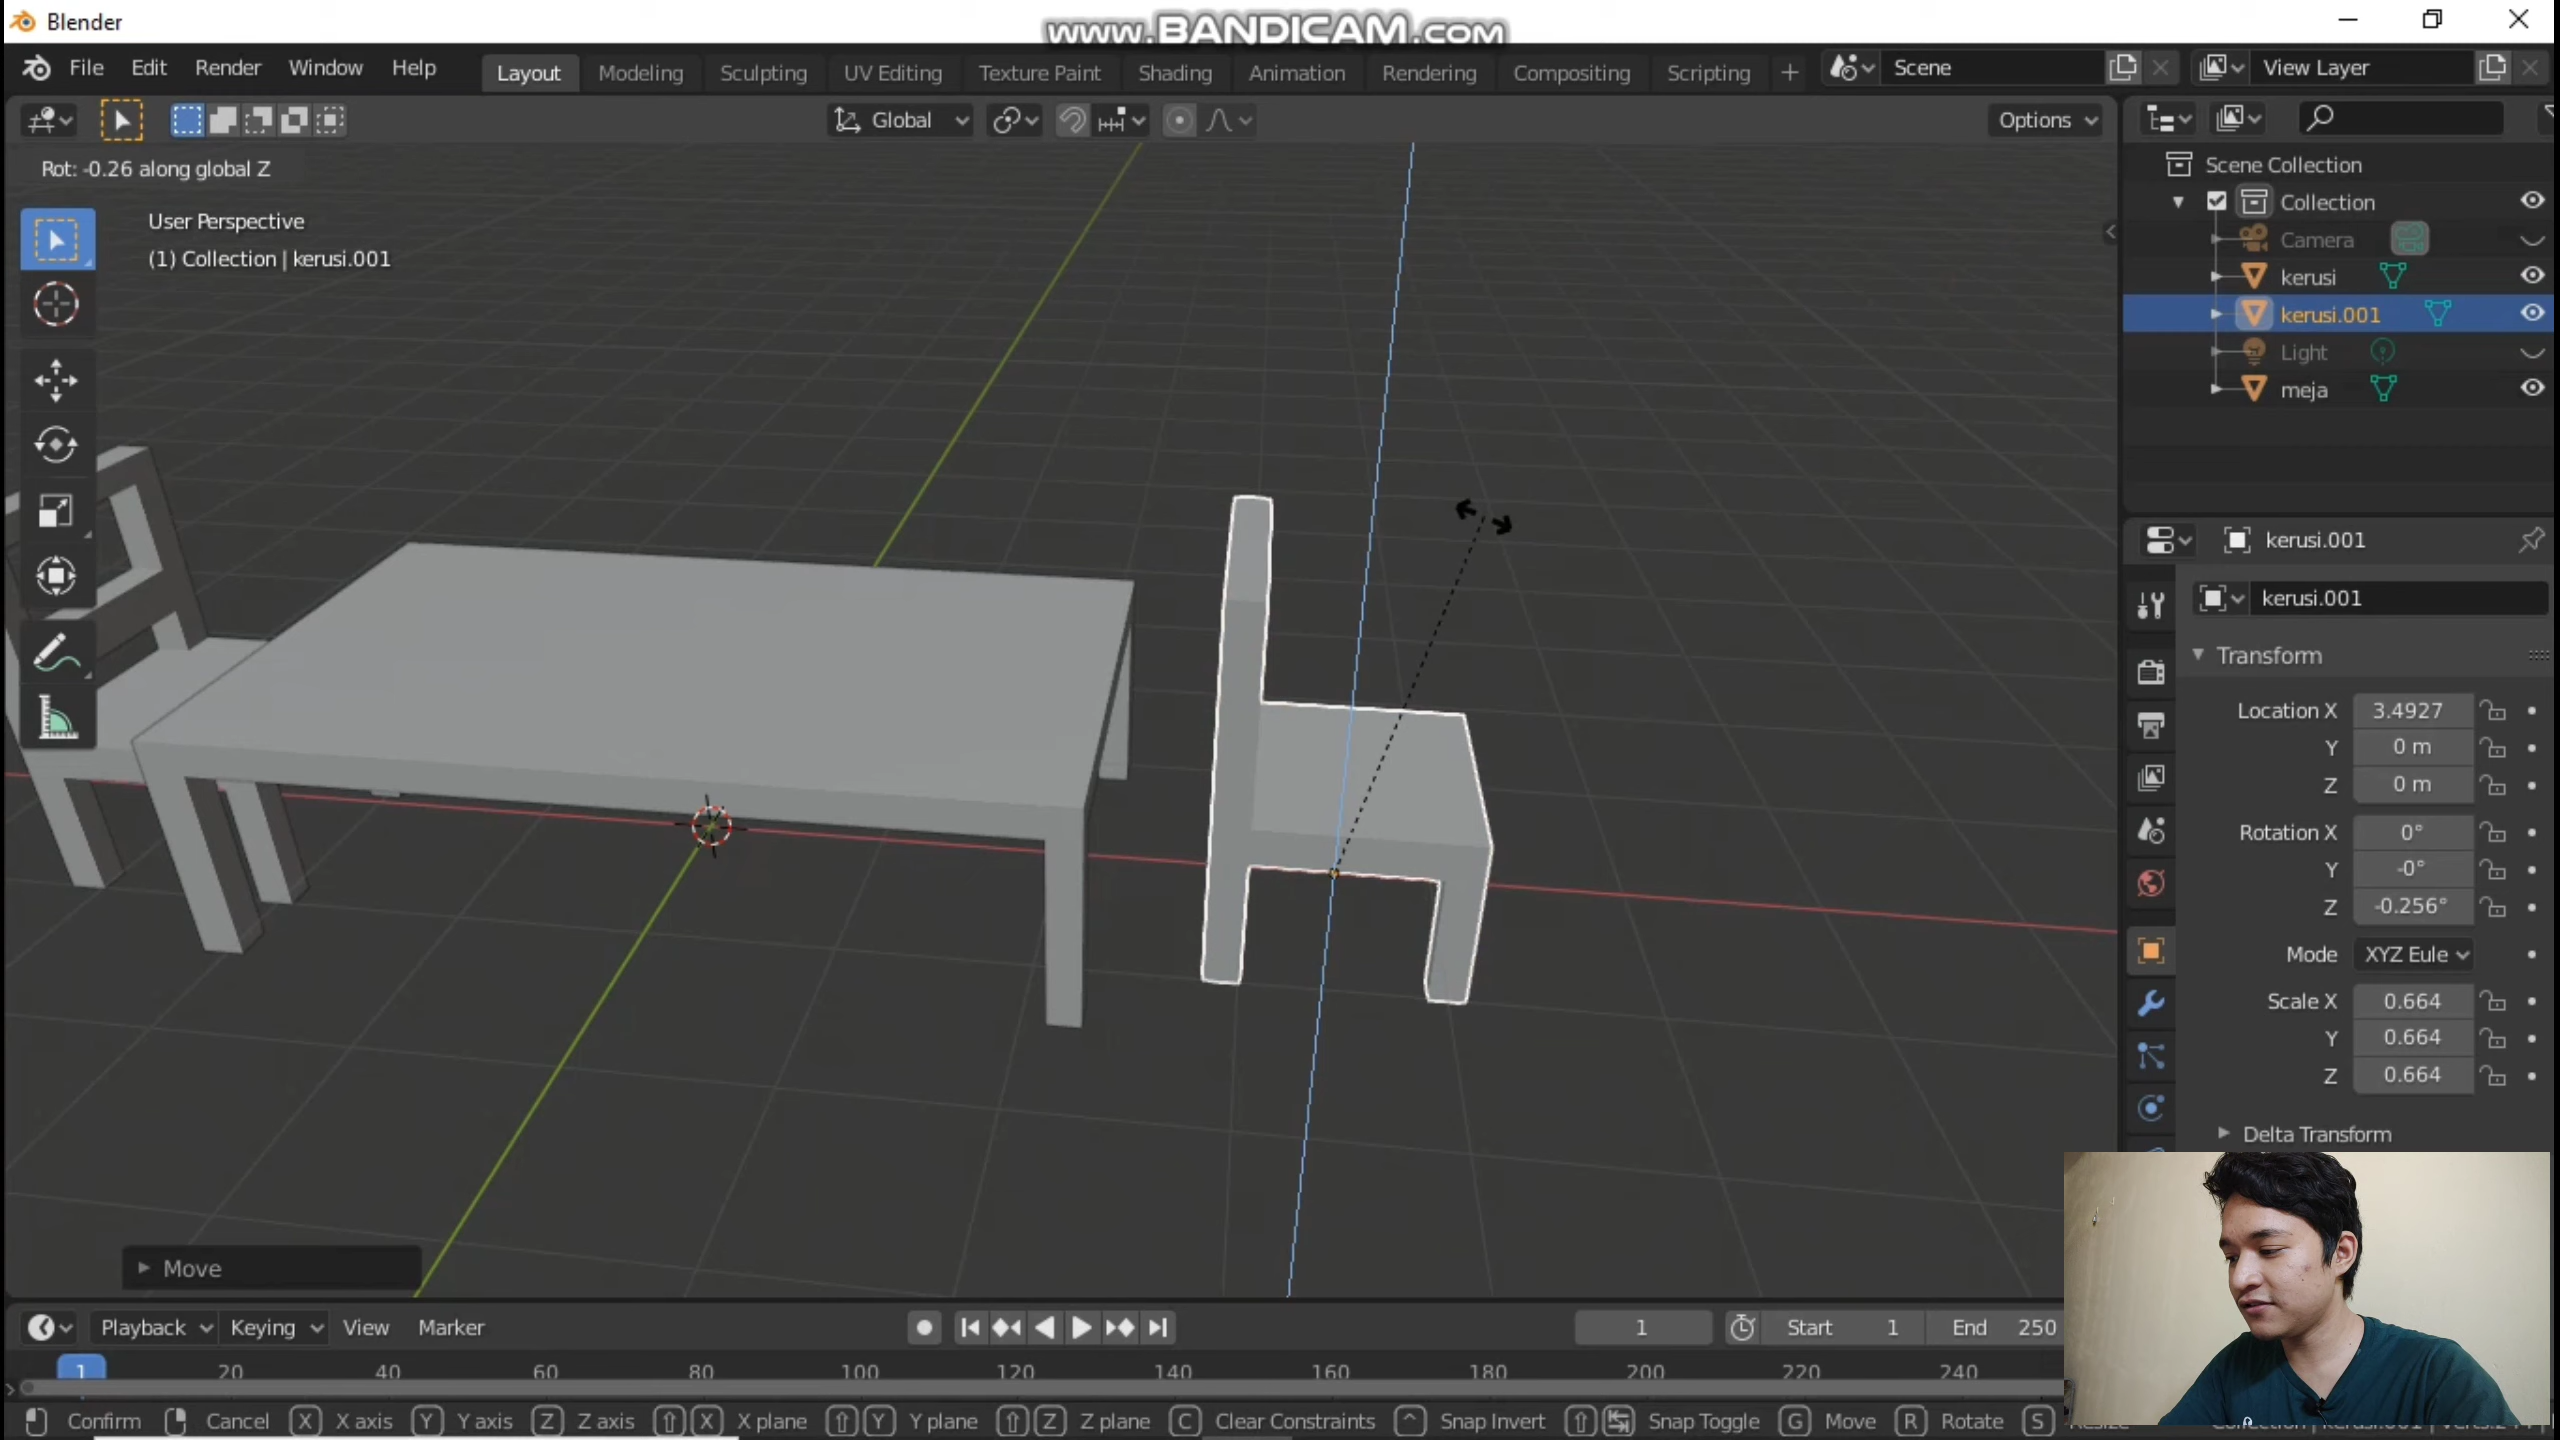 Blender
www.BANDICAM.com
File Edit Render Window Help Layout Modeling Sculpting UV Editing Texture Paint Shading Animation Rendering Compositing Scripting + Scene View Layer
Global Options
Rot: -0.26 along global Z
User Perspective
(1) Collection | kerusi.001
Scene Collection
Collection
Camera
kerusi
kerusi.001
Light
meja
kerusi.001
kerusi.001
Transform
Location X 3.4927
Y 0 m
Z 0 m
Rotation X 0°
Y -0°
Z -0.256°
Mode XYZ Eule
Scale X 0.664
Y 0.664
Z 0.664
Delta Transform
Move
Playback Keying View Marker 1 Start 1 End 250
1 20 40 60 80 100 120 140 160 180 200 220 240
Confirm Cancel X X axis Y Y axis Z Z axis X X plane Y Y plane Z Z plane C Clear Constraints Snap Invert Snap Toggle G Move R Rotate S